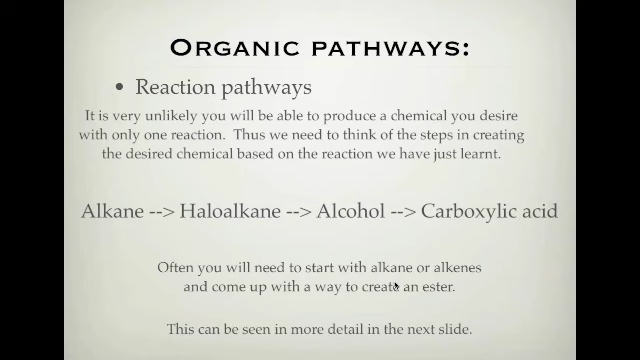 ORGANIC PATHWAYS:
• Reaction pathways
It is very unlikely you will be able to produce a chemical you desire
with only one reaction. Thus we need to think of the steps in creating
the desired chemical based on the reaction we have just learnt.
Alkane --> Haloalkane --> Alcohol --> Carboxylic acid
Often you will need to start with alkane or alkenes
and come up with a way to create an ester.
This can be seen in more detail in the next slide.